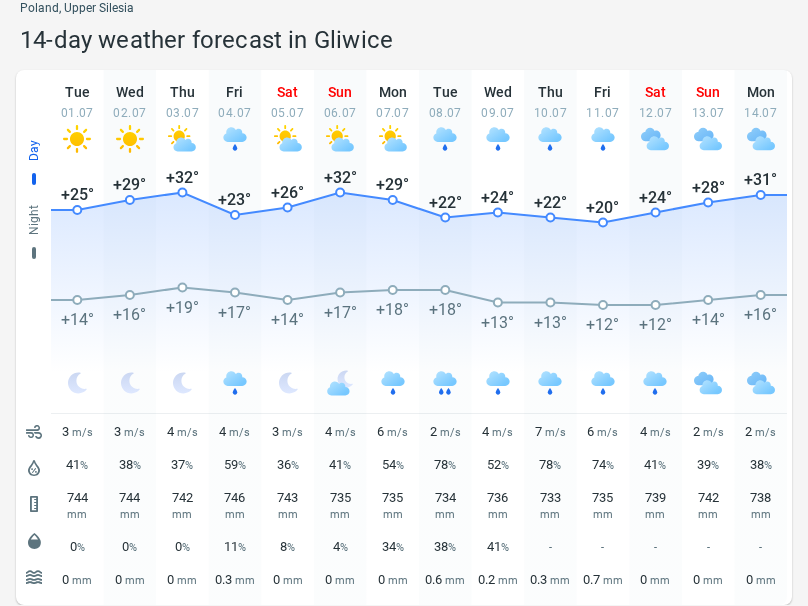 Poland, Upper Silesia
14-day weather forecast in Gliwice
Tue Wed Thu Fri Sat Sun Mon Tue Wed Thu Fri Sat Sun Mon
01.07 02.07 03.07 04.07 05.07 06.07 07.07 08.07 09.07 10.07 11.07 12.07 13.07 14.07
Day
Night
+25° +29° +32° +23° +26° +32° +29° +22° +24° +22° +20° +24° +28° +31°
+14° +16° +19° +17° +14° +17° +18° +18° +13° +13° +12° +12° +14° +16°
3 m/s 3 m/s 4 m/s 4 m/s 3 m/s 4 m/s 6 m/s 2 m/s 4 m/s 7 m/s 6 m/s 4 m/s 2 m/s 2 m/s
41% 38% 37% 59% 36% 41% 54% 78% 52% 78% 74% 41% 39% 38%
744 744 742 746 743 735 735 734 736 733 735 739 742 738
mm mm mm mm mm mm mm mm mm mm mm mm mm mm
0% 0% 0% 11% 8% 4% 34% 38% 41% - - - - -
0 mm 0 mm 0 mm 0.3 mm 0 mm 0 mm 0 mm 0.6 mm 0.2 mm 0.3 mm 0.7 mm 0 mm 0 mm 0 mm